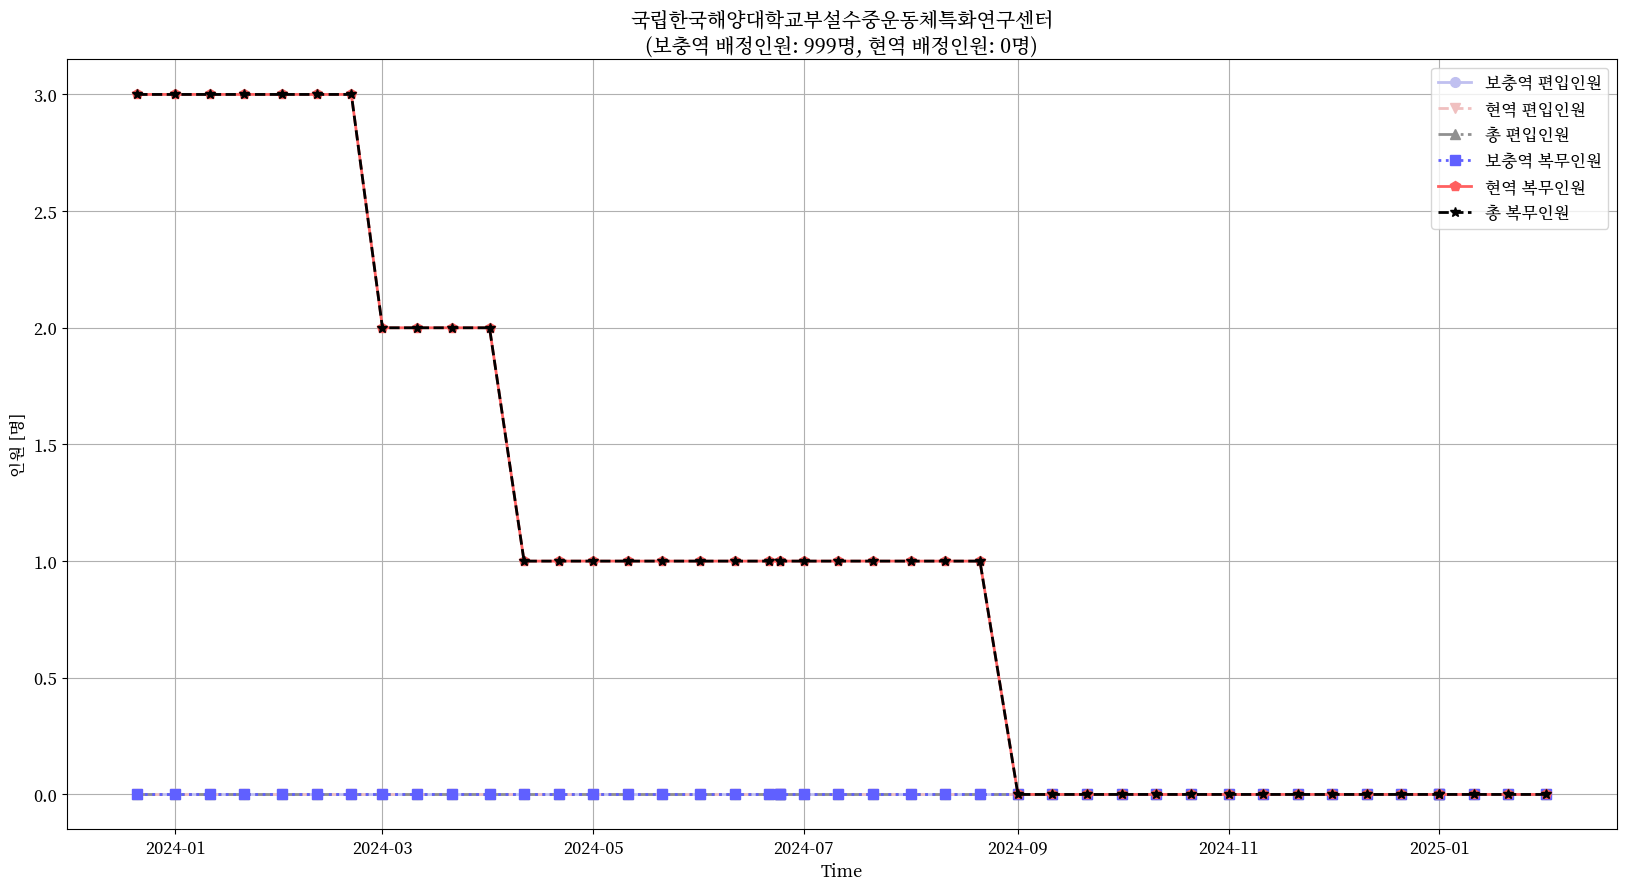 국립한국해양대학교부설수중운동체특화연구센터
(보충역 배정인원: 999명, 현역 배정인원: 0명)
보충역 편입인원
현역 편입인원
총 편입인원
보충역 복무인원
현역 복무인원
총 복무인원
3.0
2.5
2.0
1.5
1.0
0.5
0.0
인원 [명]
2024-01
2024-03
2024-05
2024-07
2024-09
2024-11
2025-01
Time